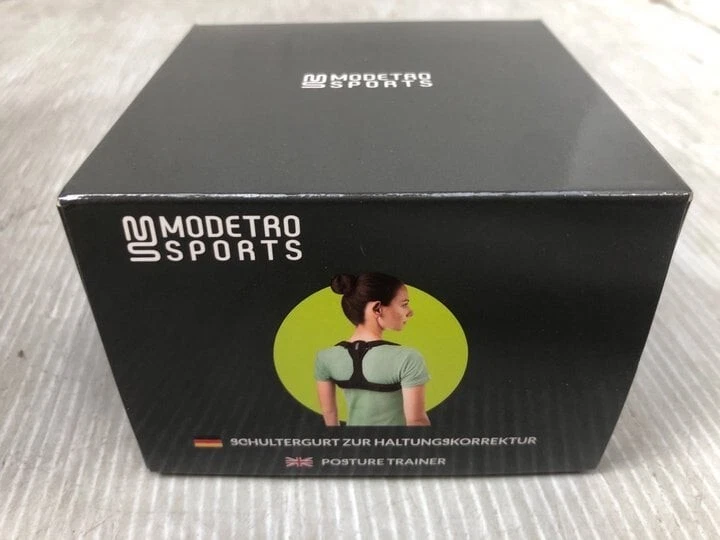 MODETRO
SPORTS
MODETRO
SPORTS
SCHULTERGURT ZUR HALTUNGSKORREKTUR
POSTURE TRAINER